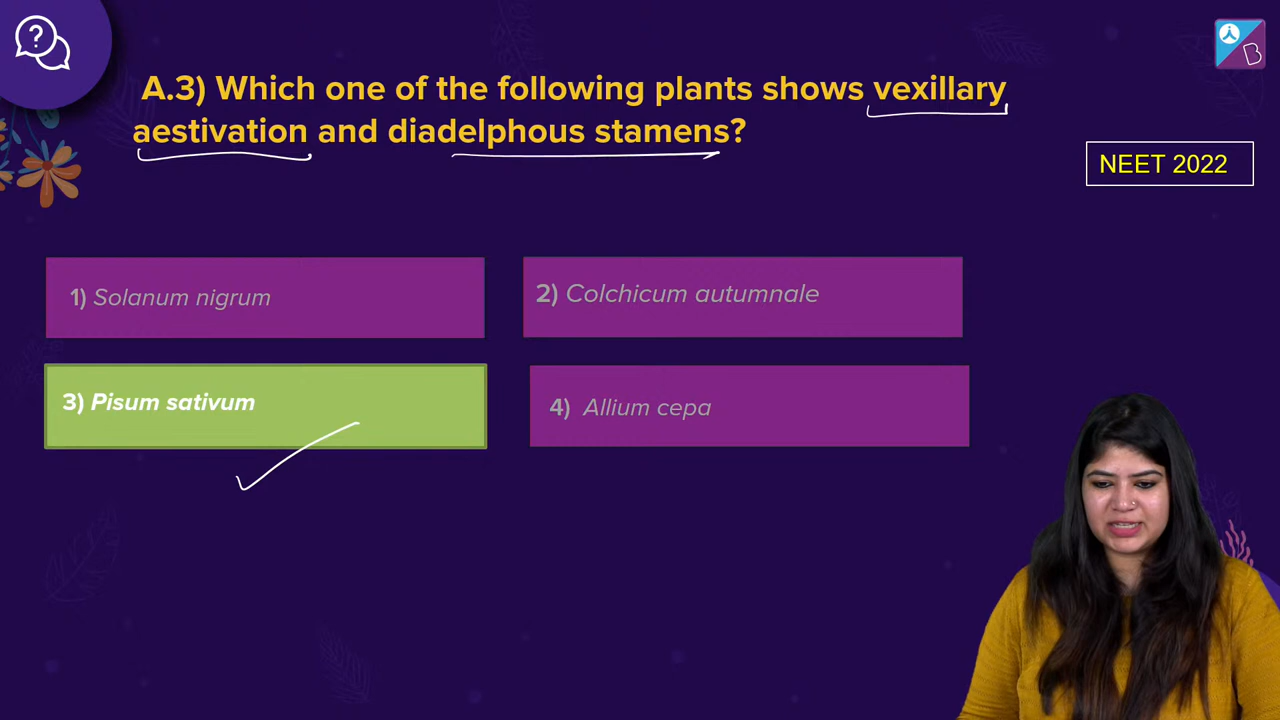 A.3) Which one of the following plants shows vexillary
aestivation and diadelphous stamens?
NEET 2022
1) Solanum nigrum
2) Colchicum autumnale
3) Pisum sativum
4) Allium cepa
?
B